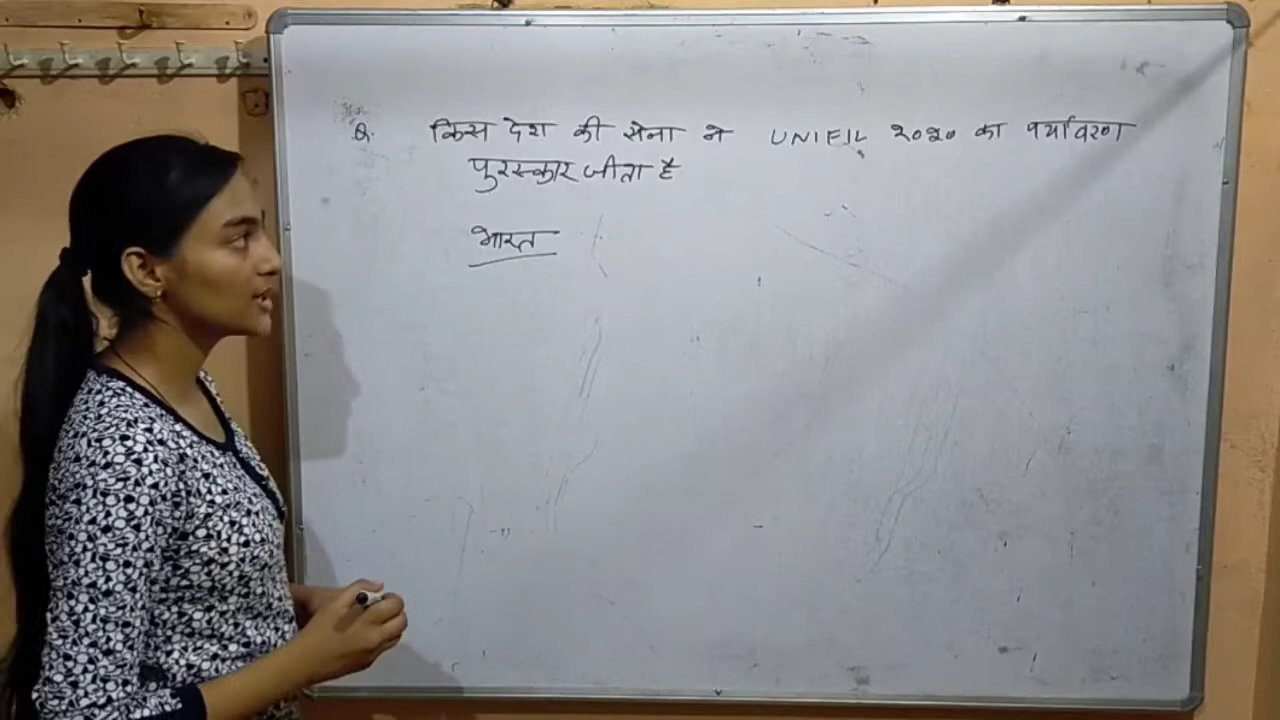 Q. किस देश की सेना ने UNIFIL २०२० का पर्यावरण
पुरस्कार जीता है
भारत